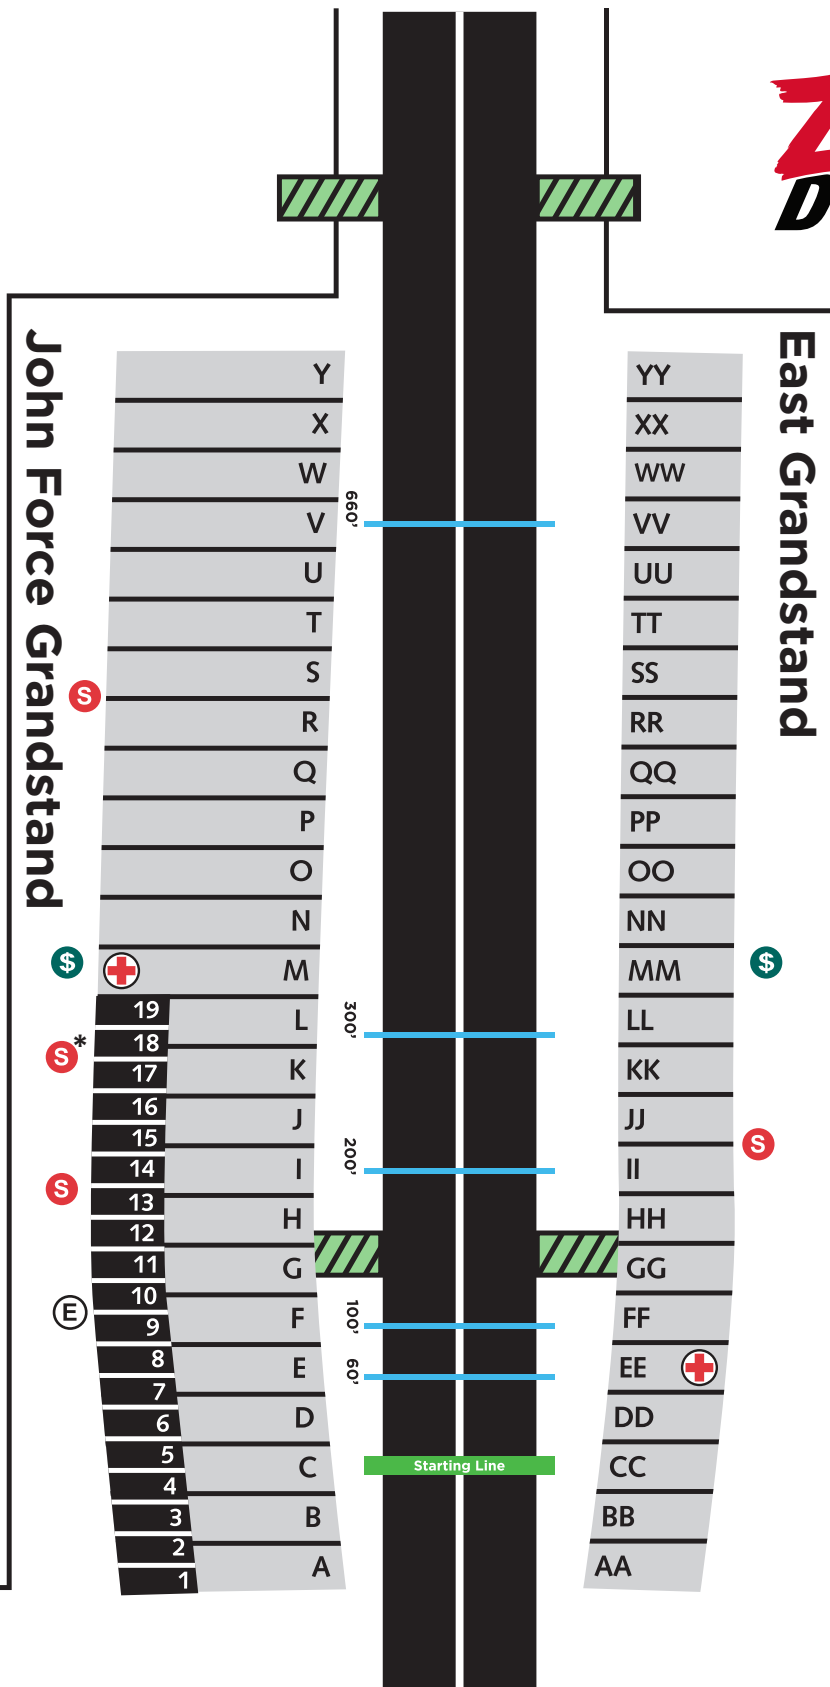 Z
D
John Force Grandstand
East Grandstand
Y
X
W
V
U
T
S
R
Q
P
O
N
M
L
K
J
I
H
G
F
E
D
C
B
A
19
18
17
16
15
14
13
12
11
10
9
8
7
6
5
4
3
2
1
S
$
S*
S
E
660'
300'
200'
100'
60'
Starting Line
YY
XX
WW
VV
UU
TT
SS
RR
QQ
PP
OO
NN
MM
LL
KK
JJ
II
HH
GG
FF
EE
DD
CC
BB
AA
$
S